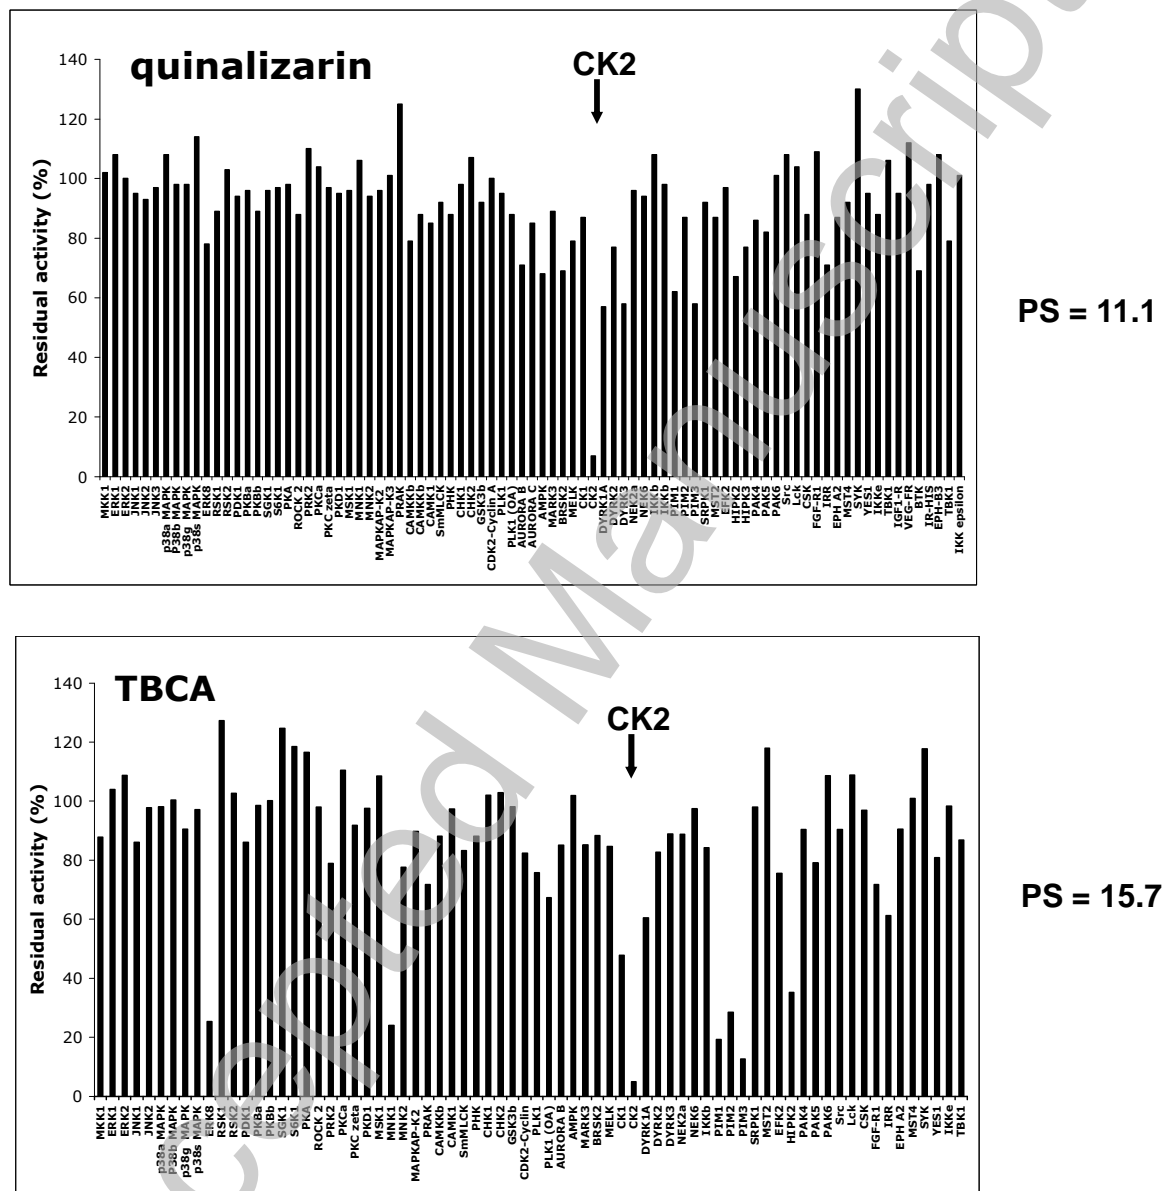 quinalizarin
CK2
Residual activity (%)
140
120
100
80
60
40
20
0
MKK1
ERK1
ERK2
JNK1
JNK2
JNK3
p38a MAPK
P38b MAPK
p38g MAPK
p38s MAPK
ERK8
RSK1
RSK2
PDK1
PKBa
PKBb
SGK1
S6K1
PKA
ROCK 2
PRK2
PKCa
PKC zeta
PKD1
MSK1
MNK1
MNK2
MAPKAP-K2
MAPKAP-K3
PRAK
CAMKKb
CAMKKb
CAMK1
SmMLCK
PHK
CHK1
CHK2
GSK3b
CDK2-Cyclin A
PLK1
PLK1 (OA)
AURORA B
AURORA C
AMPK
MARK3
BRSK2
MELK
CK1
CK2
DYRK1A
DYRK2
DYRK3
NEK2a
NEK6
IKKb
IKKb
PIM1
PIM2
PIM3
SRPK1
MST2
EFK2
HIPK2
HIPK3
PAK4
PAK5
PAK6
Src
Lck
CSK
FGF-R1
IRR
EPH A2
MST4
SYK
YES1
IKKe
TBK1
IGF1-R
VEG-FR
BTK
IR-HIS
EPH-B3
TBK1
IKK epsilon
PS = 11.1
TBCA
CK2
Residual activity (%)
140
120
100
80
60
40
20
0
MKK1
ERK1
ERK2
JNK1
JNK2
p38a MAPK
P38b MAPK
p38g MAPK
p38s MAPK
ERK8
RSK1
RSK2
PDK1
PKBa
PKBb
SGK1
S6K1
PKA
ROCK 2
PRK2
PKCa
PKC zeta
PKD1
MSK1
MNK1
MNK2
MAPKAP-K2
PRAK
CAMKKb
CAMK1
SmMLCK
PHK
CHK1
CHK2
GSK3b
CDK2-Cyclin
PLK1
PLK1 (OA)
AURORA B
AMPK
MARK3
BRSK2
MELK
CK1
CK2
DYRK1A
DYRK2
DYRK3
NEK2a
NEK6
IKKb
PIM1
PIM2
PIM3
SRPK1
MST2
EFK2
HIPK2
PAK4
PAK5
PAK6
Src
Lck
CSK
FGF-R1
IRR
EPH A2
MST4
SYK
YES1
IKKe
TBK1
PS = 15.7
cepted Manuscript